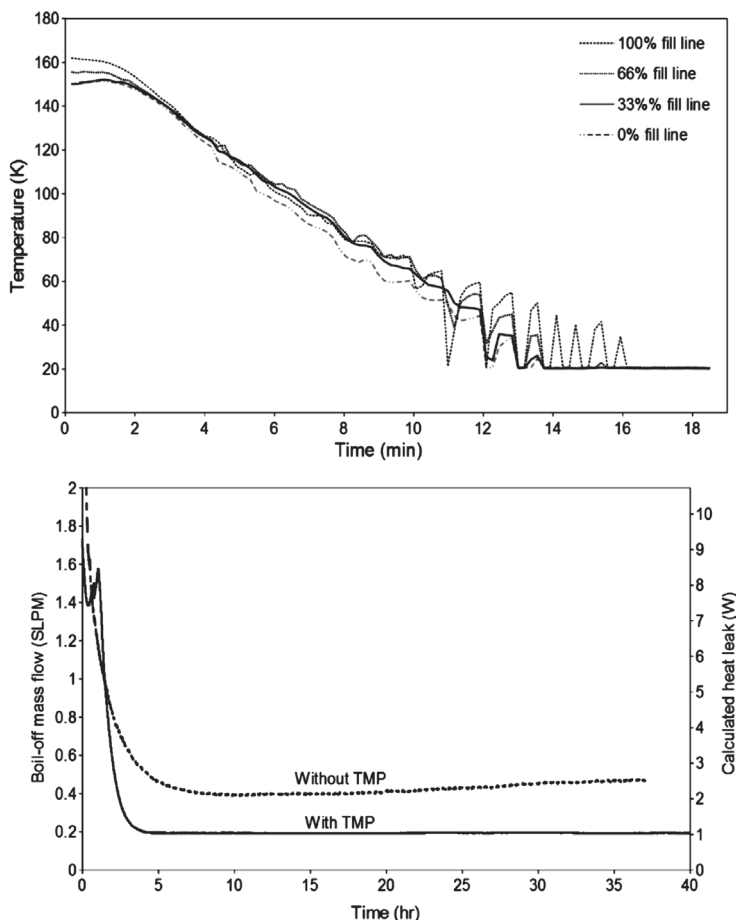 180
160
140
120
100
80
60
40
20
0
Temperature (K)
100% fill line
66% fill line
33%% fill line
0% fill line
0 2 4 6 8 10 12 14 16 18
Time (min)
2
1.8
1.6
1.4
1.2
1
0.8
0.6
0.4
0.2
0
Boil-off mass flow (SLPM)
Without TMP
With TMP
10
9
8
7
6
5
4
3
2
1
0
Calculated heat leak (W)
0 5 10 15 20 25 30 35 40
Time (hr)